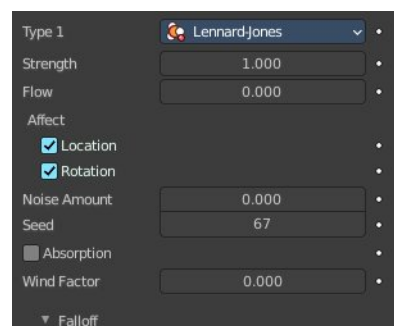 Type 1 Lennard-Jones
Strength 1.000
Flow 0.000
Affect
Location
Rotation
Noise Amount 0.000
Seed 67
Absorption
Wind Factor 0.000
Falloff